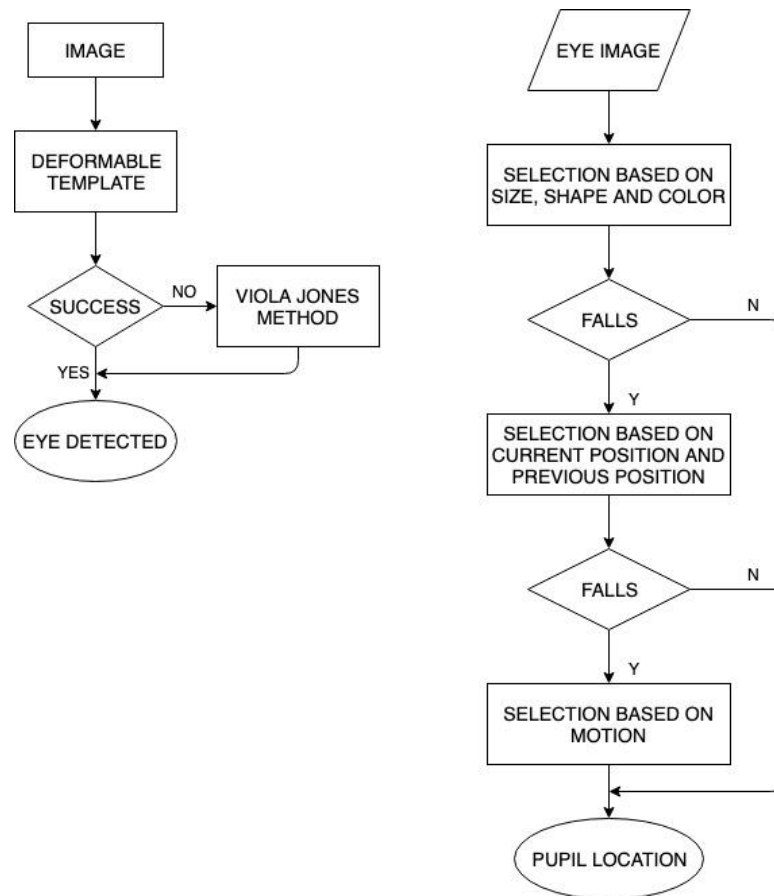 IMAGE
DEFORMABLE
TEMPLATE
SUCCESS
NO
VIOLA JONES
METHOD
YES
EYE DETECTED
EYE IMAGE
SELECTION BASED ON
SIZE, SHAPE AND COLOR
FALLS
N
Y
SELECTION BASED ON
CURRENT POSITION AND
PREVIOUS POSITION
FALLS
N
Y
SELECTION BASED ON
MOTION
PUPIL LOCATION